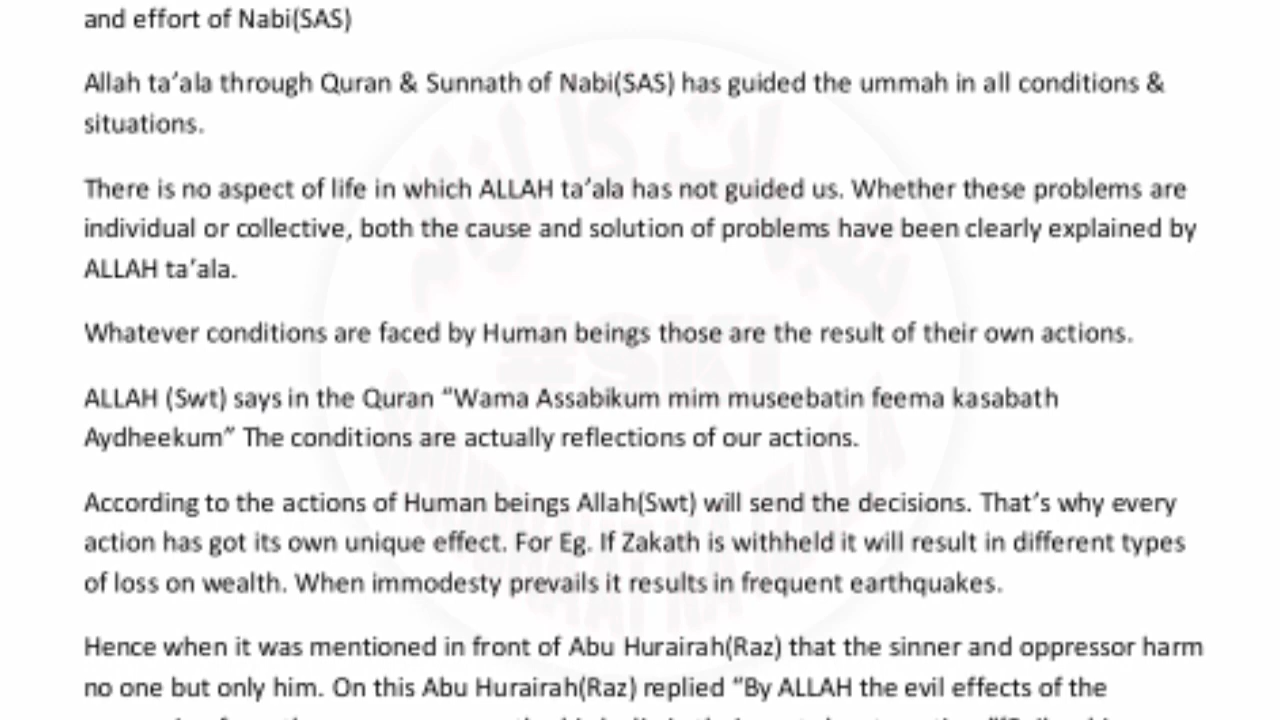 and effort of Nabi(SAS)
Allah ta’ala through Quran & Sunnath of Nabi(SAS) has guided the ummah in all conditions &
situations.
There is no aspect of life in which ALLAH ta’ala has not guided us. Whether these problems are
individual or collective, both the cause and solution of problems have been clearly explained by
ALLAH ta’ala.
Whatever conditions are faced by Human beings those are the result of their own actions.
ALLAH (Swt) says in the Quran “Wama Assabikum mim museebatin feema kasabath
Aydheekum” The conditions are actually reflections of our actions.
According to the actions of Human beings Allah(Swt) will send the decisions. That’s why every
action has got its own unique effect. For Eg. If Zakath is withheld it will result in different types
of loss on wealth. When immodesty prevails it results in frequent earthquakes.
Hence when it was mentioned in front of Abu Hurairah(Raz) that the sinner and oppressor harm
no one but only him. On this Abu Hurairah(Raz) replied “By ALLAH the evil effects of the